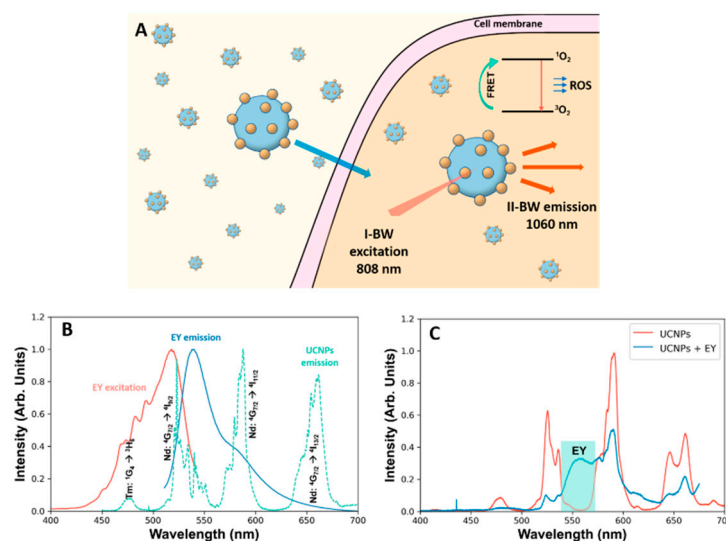 A
Cell membrane
¹O₂
FRET
ROS
³O₂
I-BW
excitation
808 nm
II-BW emission
1060 nm
B
EY emission
EY excitation
UCNPs
emission
Tm: ¹G₄ → ³H₆
Nd: ⁴G₇/₂ → ⁴I₉/₂
Nd: ⁴G₇/₂ → ⁴I₁₁/₂
Nd: ⁴G₇/₂ → ⁴I₁₃/₂
Intensity (Arb. Units)
1.2
1.0
0.8
0.6
0.4
0.2
0.0
400 450 500 550 600 650 700
Wavelength (nm)
C
UCNPs
UCNPs + EY
EY
Intensity (Arb. Units)
1.2
1.0
0.8
0.6
0.4
0.2
0.0
400 450 500 550 600 650 700
Wavelength (nm)